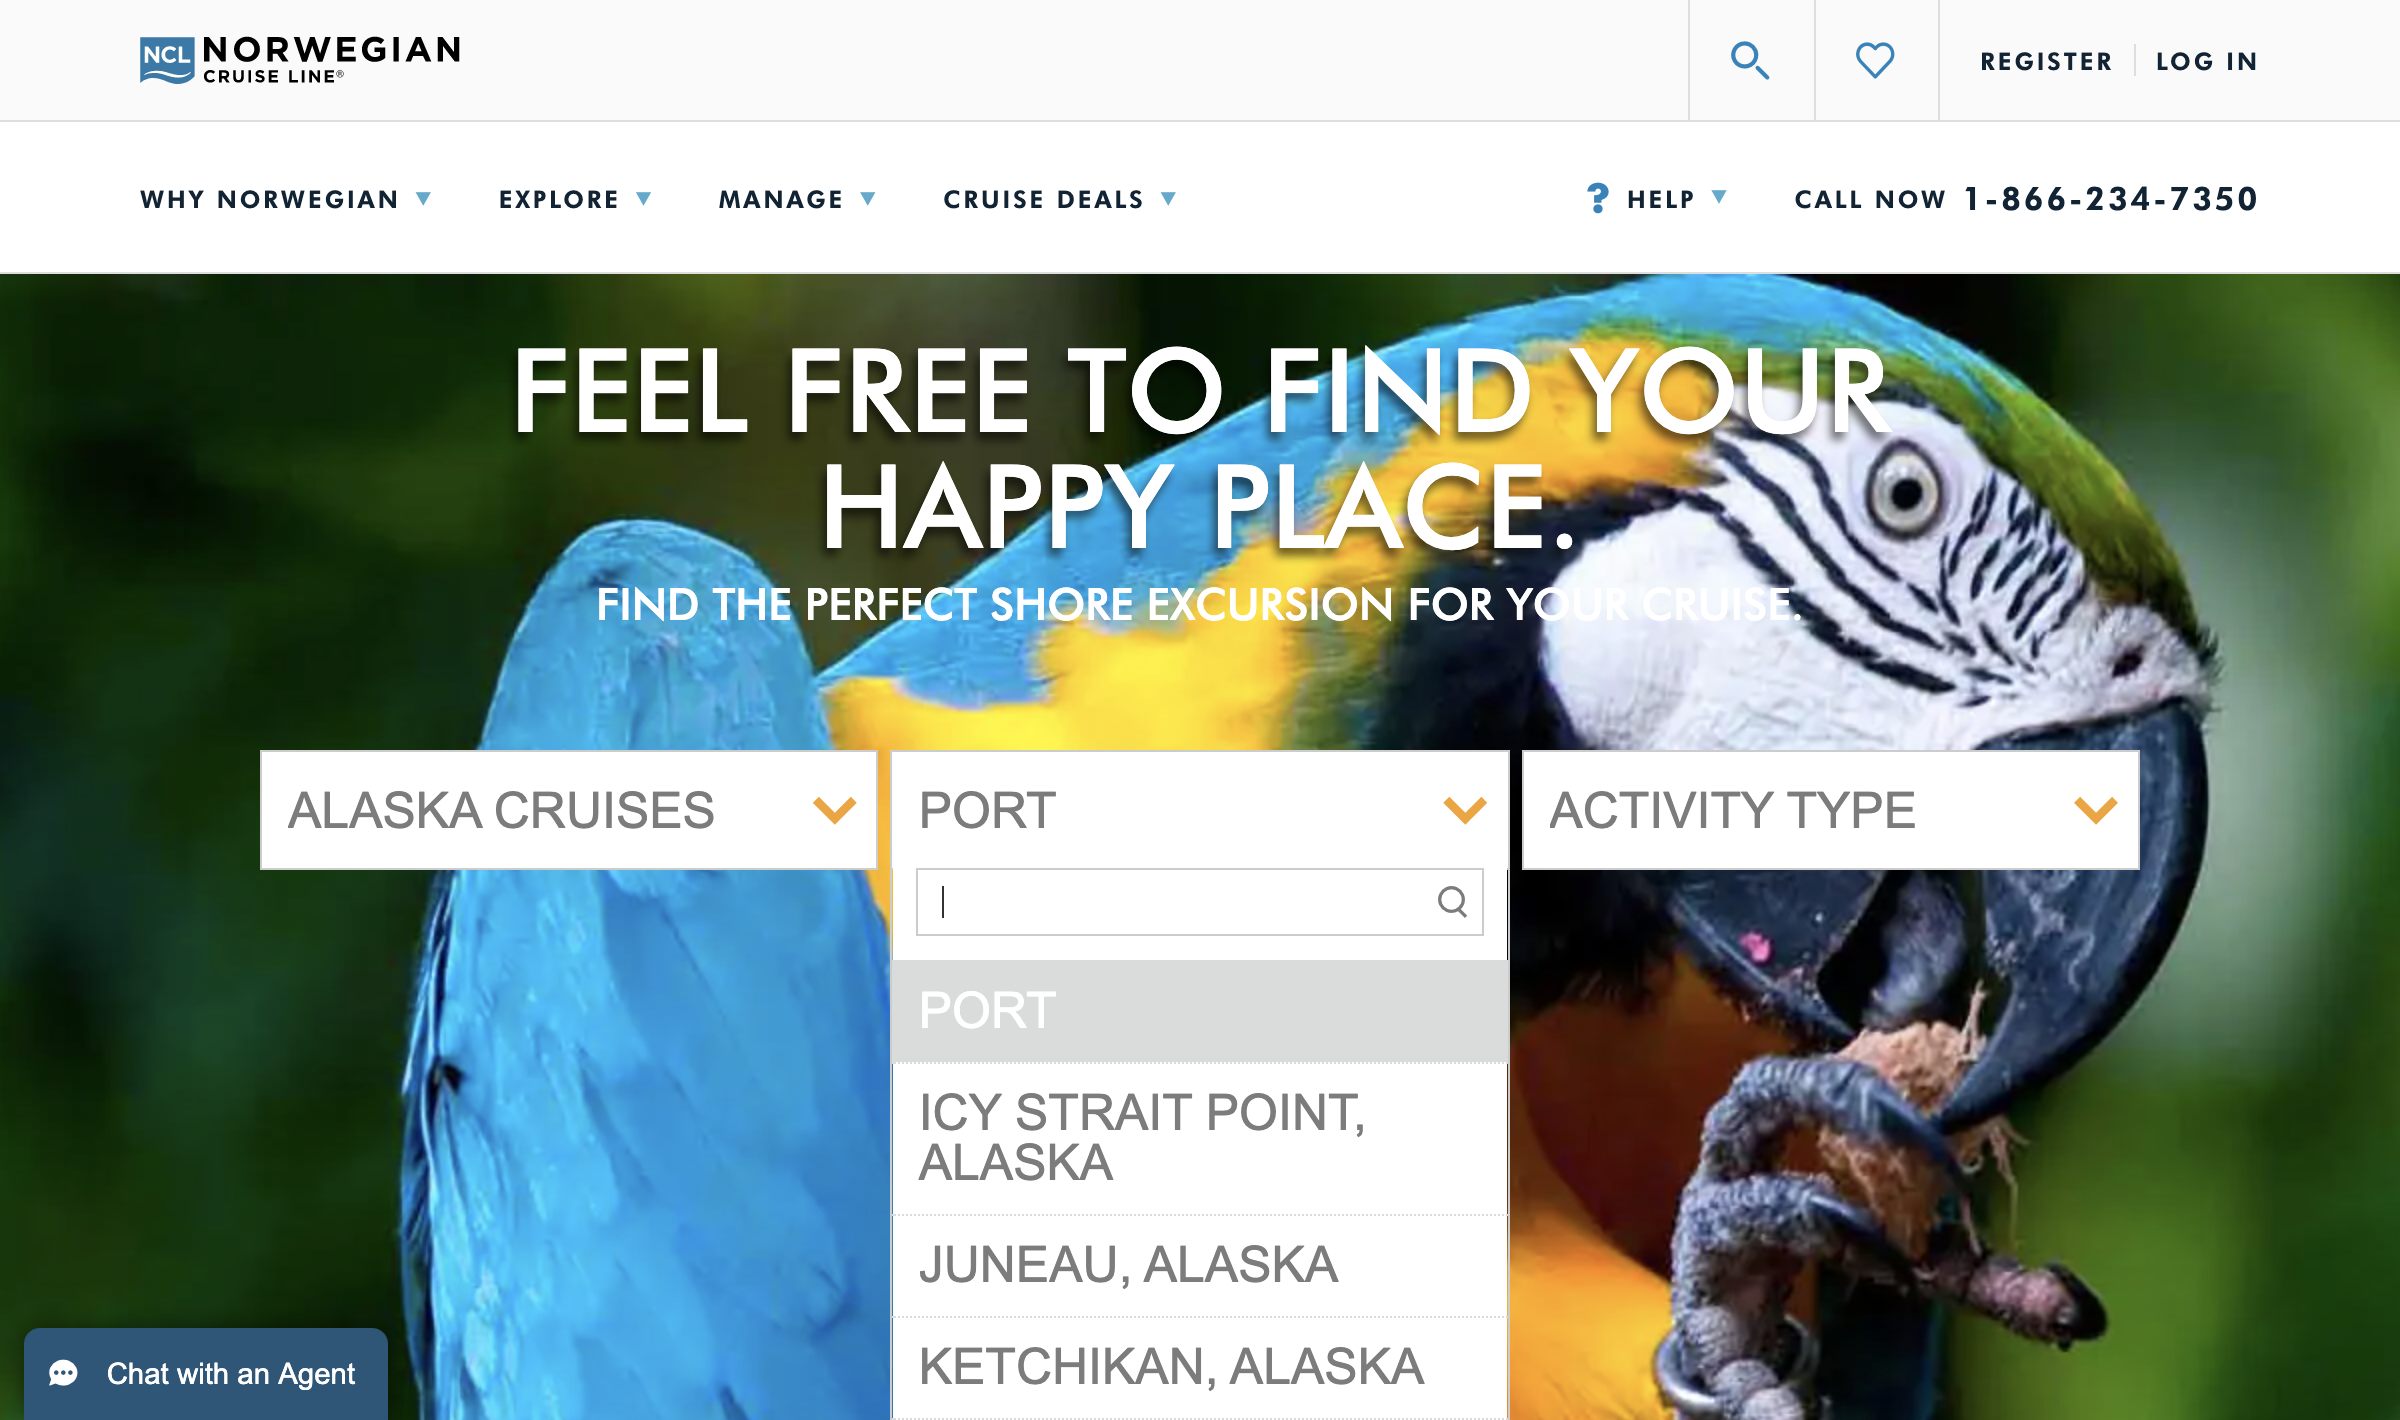 NCL NORWEGIAN
CRUISE LINE®
REGISTER LOG IN
WHY NORWEGIAN EXPLORE MANAGE CRUISE DEALS ? HELP CALL NOW 1-866-234-7350
FEEL FREE TO FIND YOUR
HAPPY PLACE.
FIND THE PERFECT SHORE EXCURSION FOR YOUR CRUISE.
ALASKA CRUISES PORT ACTIVITY TYPE
PORT
ICY STRAIT POINT,
ALASKA
JUNEAU, ALASKA
KETCHIKAN, ALASKA
Chat with an Agent